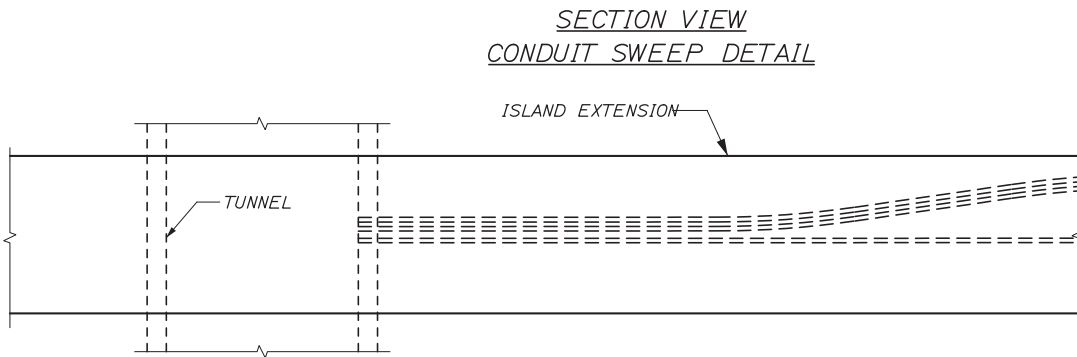 SECTION VIEW
CONDUIT SWEEP DETAIL
ISLAND EXTENSION
TUNNEL